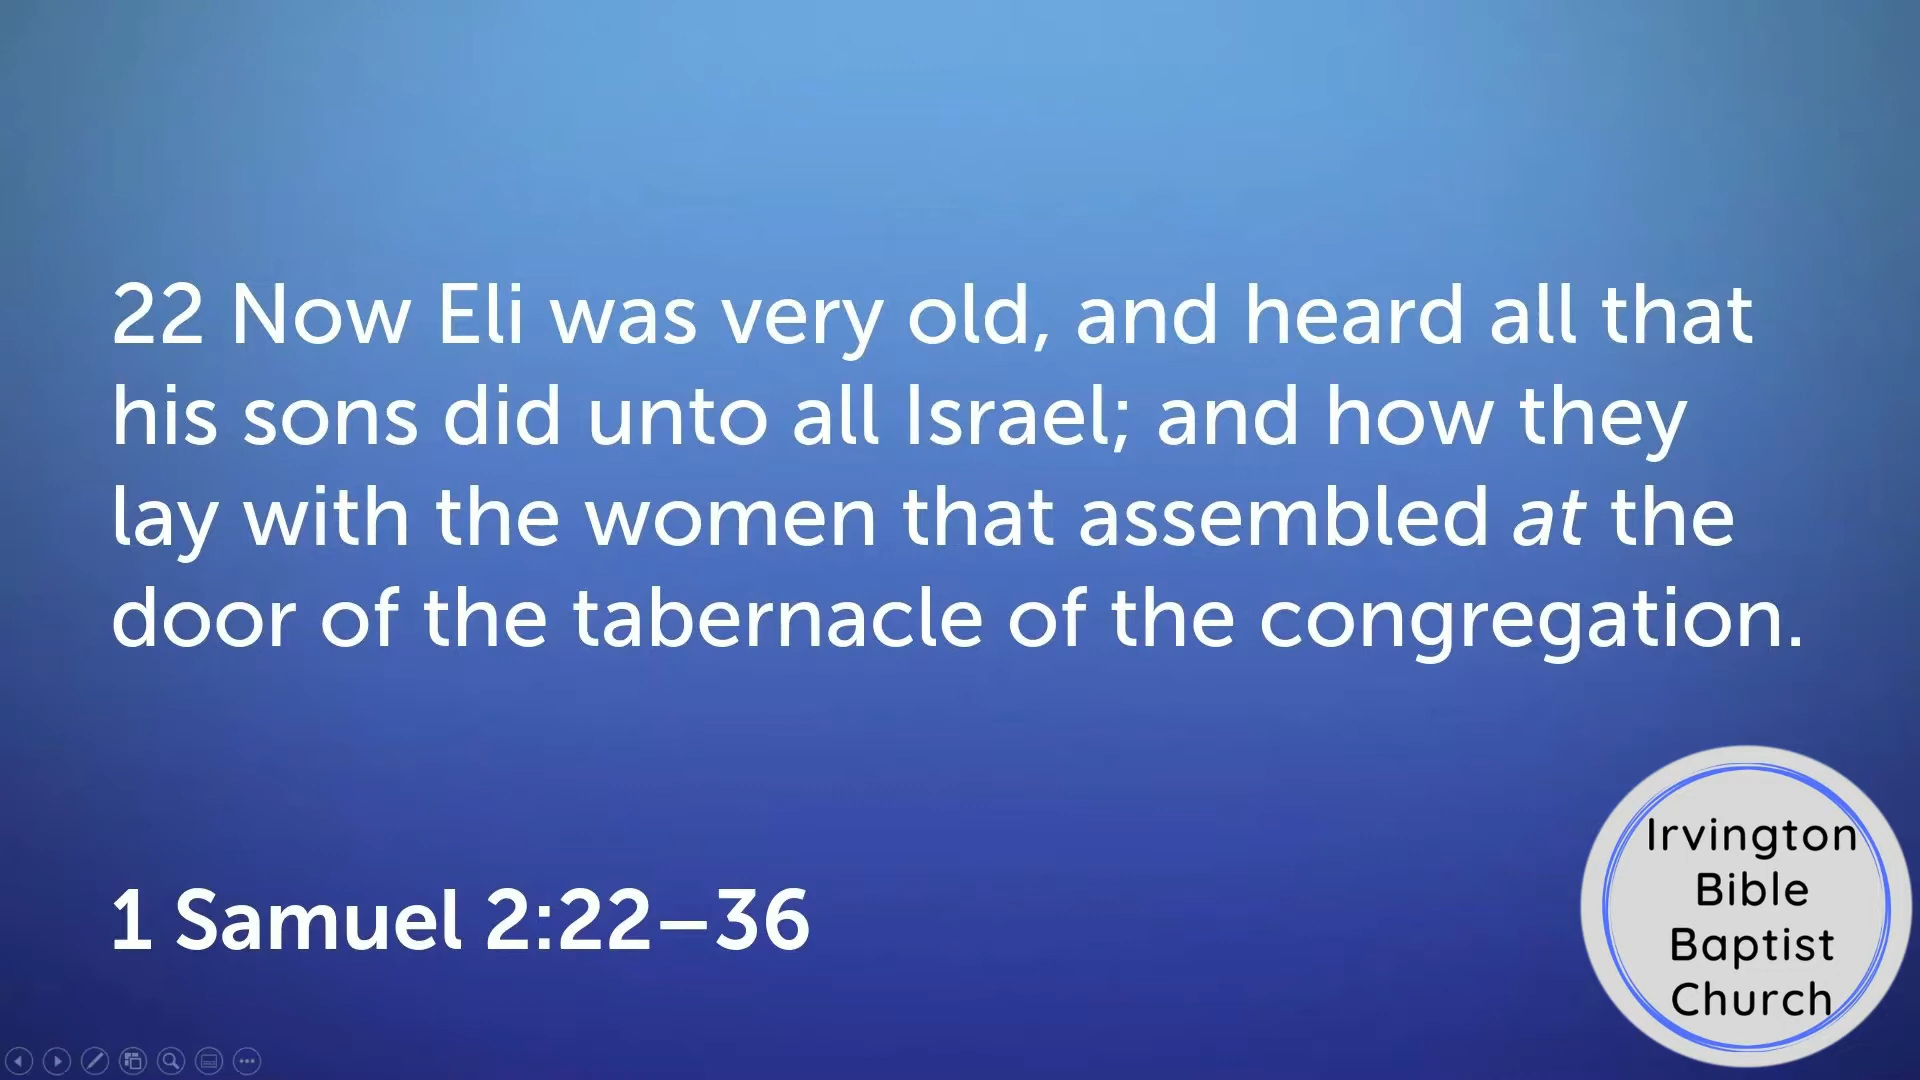 22 Now Eli was very old, and heard all that
his sons did unto all Israel; and how they
lay with the women that assembled at the
door of the tabernacle of the congregation.
1 Samuel 2:22–36
Irvington
Bible
Baptist
Church